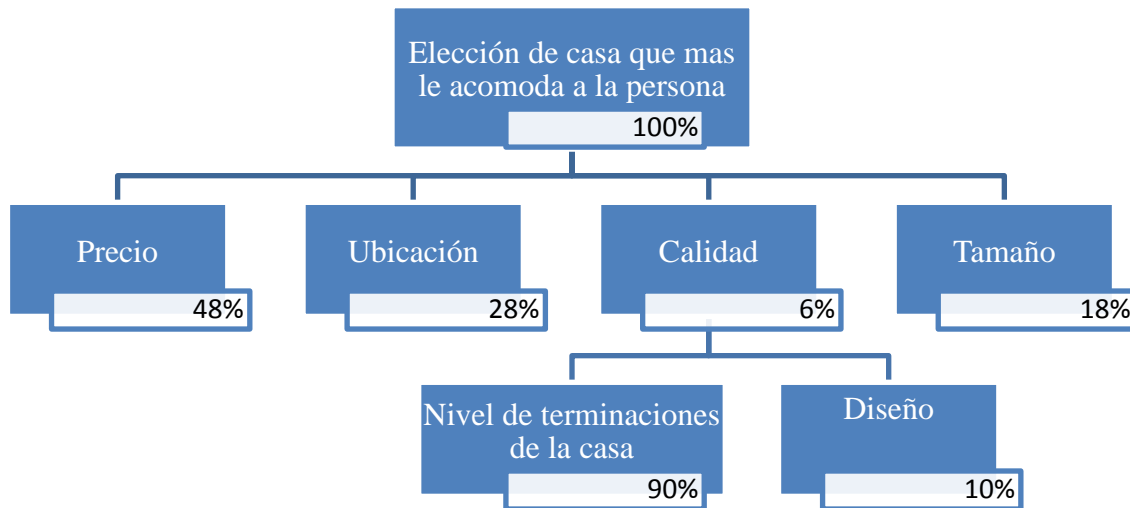 Elección de casa que mas
le acomoda a la persona
100%
Precio
48%
Ubicación
28%
Calidad
6%
Tamaño
18%
Nivel de terminaciones
de la casa
90%
Diseño
10%